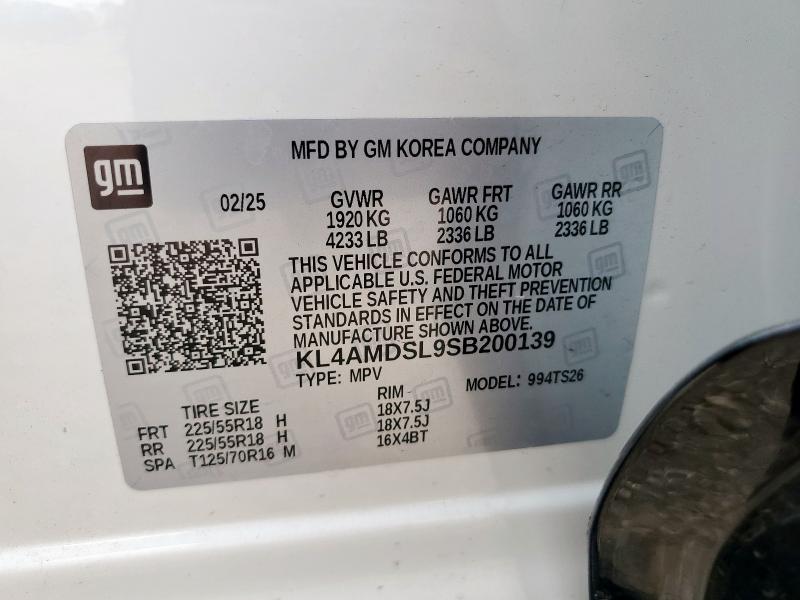 gm
MFD BY GM KOREA COMPANY
02/25
GVWR GAWR FRT GAWR RR
1920 KG 1060 KG 1060 KG
4233 LB 2336 LB 2336 LB
THIS VEHICLE CONFORMS TO ALL
APPLICABLE U.S. FEDERAL MOTOR
VEHICLE SAFETY AND THEFT PREVENTION
STANDARDS IN EFFECT ON THE DATE OF
MANUFACTURE SHOWN ABOVE.
KL4AMDSL9SB200139
TYPE: MPV MODEL: 994TS26
TIRE SIZE RIM
FRT 225/55R18 H 18X7.5J
RR 225/55R18 H 18X7.5J
SPA T125/70R16 M 16X4BT